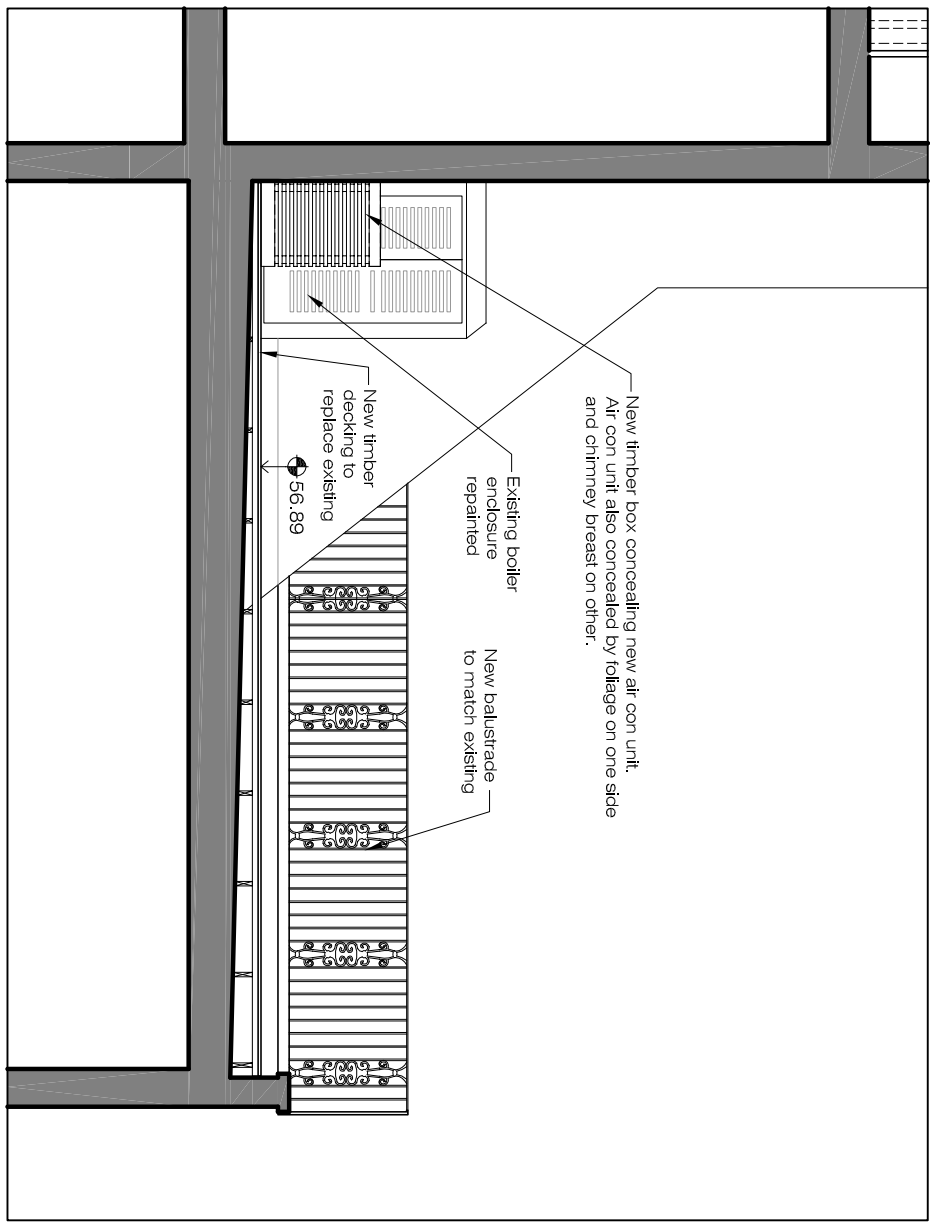 New timber box concealing new air con unit.
Air con unit also concealed by foliage on one side
and chimney breast on other.
Existing boiler
enclosure
repainted
New balustrade
to match existing
New timber
decking to
replace existing
56.89